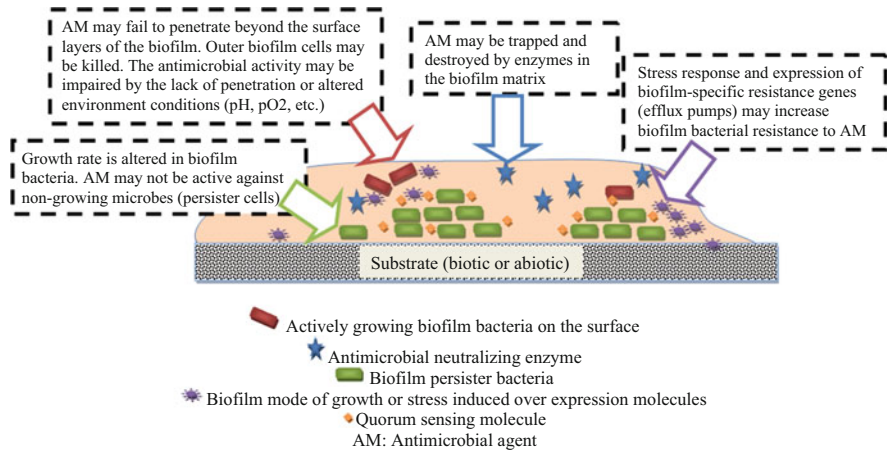 AM may fail to penetrate beyond the surface
layers of the biofilm. Outer biofilm cells may
be killed. The antimicrobial activity may be
impaired by the lack of penetration or altered
environment conditions (pH, pO2, etc.)
AM may be trapped and
destroyed by enzymes in
the biofilm matrix
Stress response and expression of
biofilm-specific resistance genes
(efflux pumps) may increase
biofilm bacterial resistance to AM
Growth rate is altered in biofilm
bacteria. AM may not be active against
non-growing microbes (persister cells)
Substrate (biotic or abiotic)
Actively growing biofilm bacteria on the surface
Antimicrobial neutralizing enzyme
Biofilm persister bacteria
Biofilm mode of growth or stress induced over expression molecules
Quorum sensing molecule
AM: Antimicrobial agent